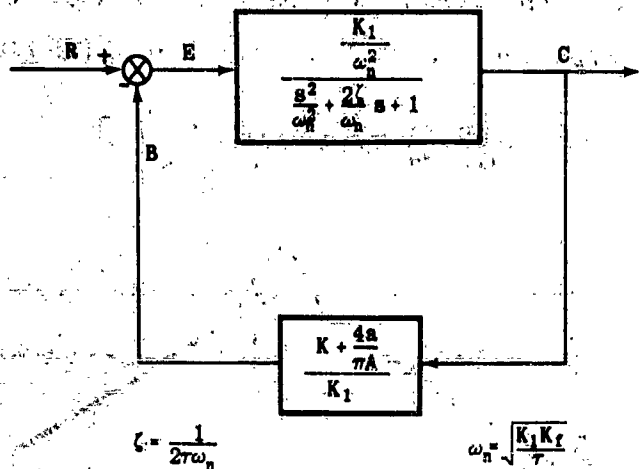 R + E C
K₁
ω_n²
s²/ω_n² + 2ζ/ω_n s + 1
-
B
K + 4a/πA
K₁
ζ = 1/2τω_n
ω_n = √(K₁K_f/τ)